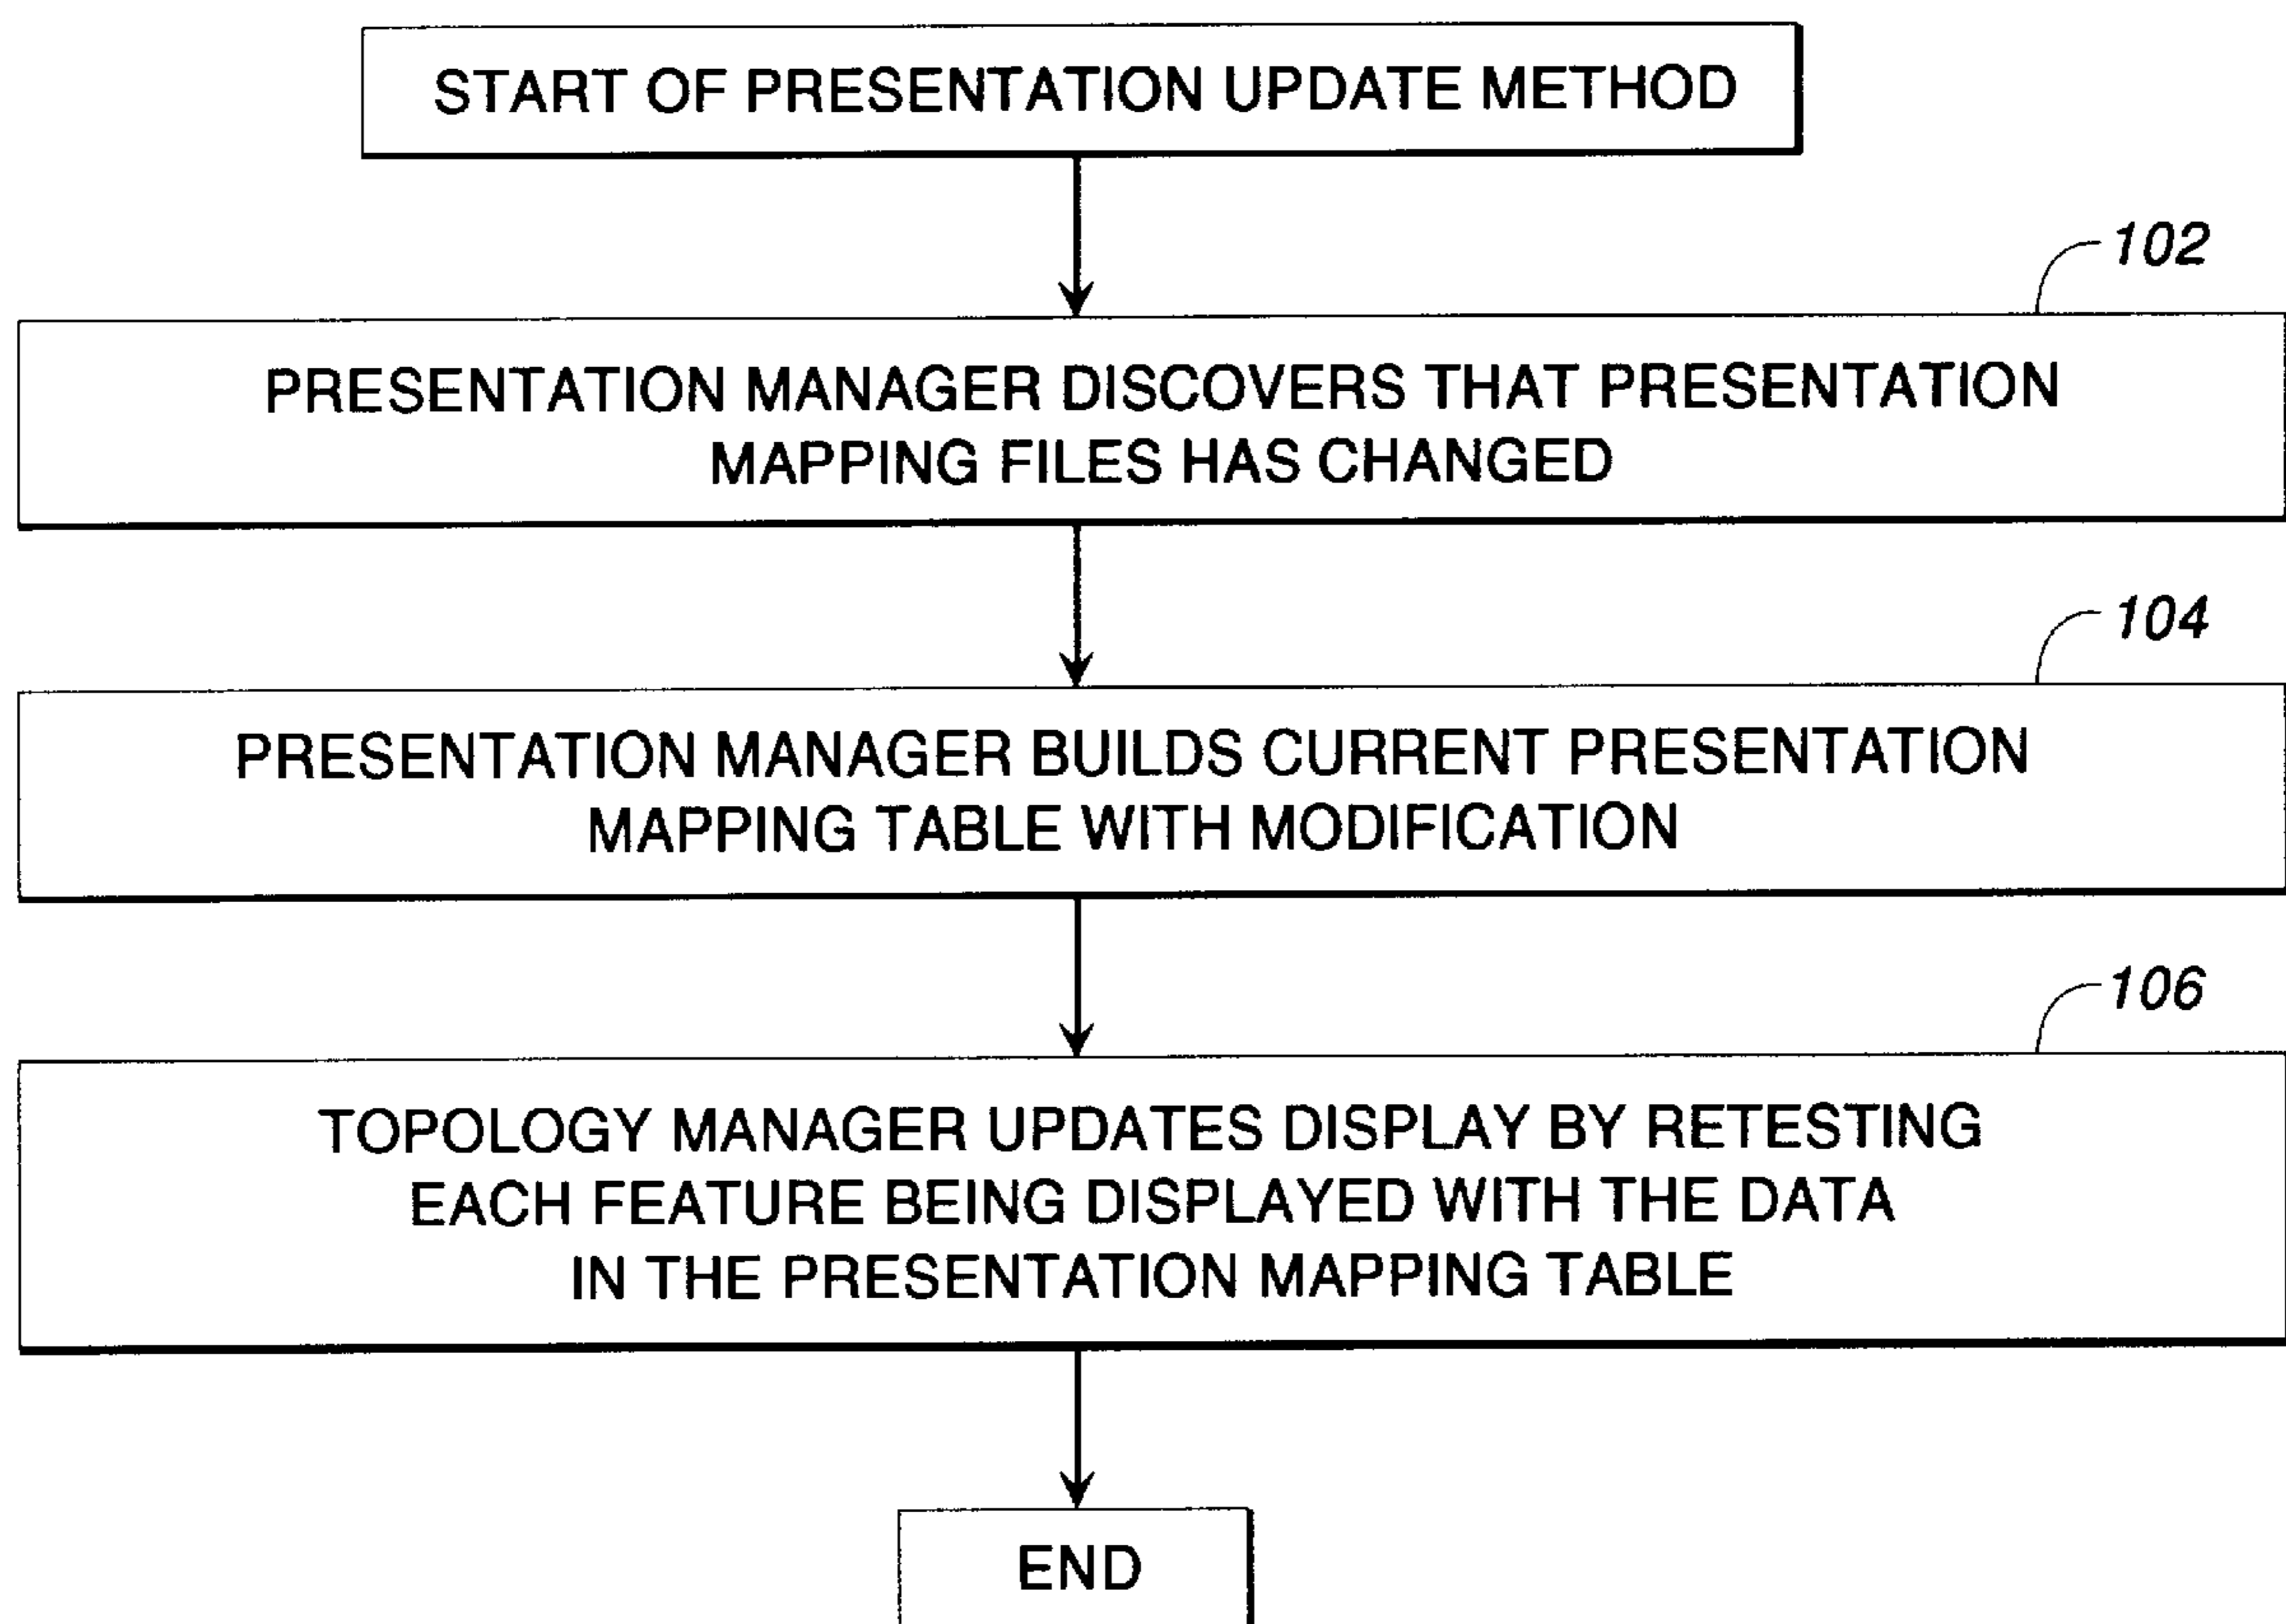 START OF PRESENTATION UPDATE METHOD
102
PRESENTATION MANAGER DISCOVERS THAT PRESENTATION
MAPPING FILES HAS CHANGED
104
PRESENTATION MANAGER BUILDS CURRENT PRESENTATION
MAPPING TABLE WITH MODIFICATION
106
TOPOLOGY MANAGER UPDATES DISPLAY BY RETESTING
EACH FEATURE BEING DISPLAYED WITH THE DATA
IN THE PRESENTATION MAPPING TABLE
END